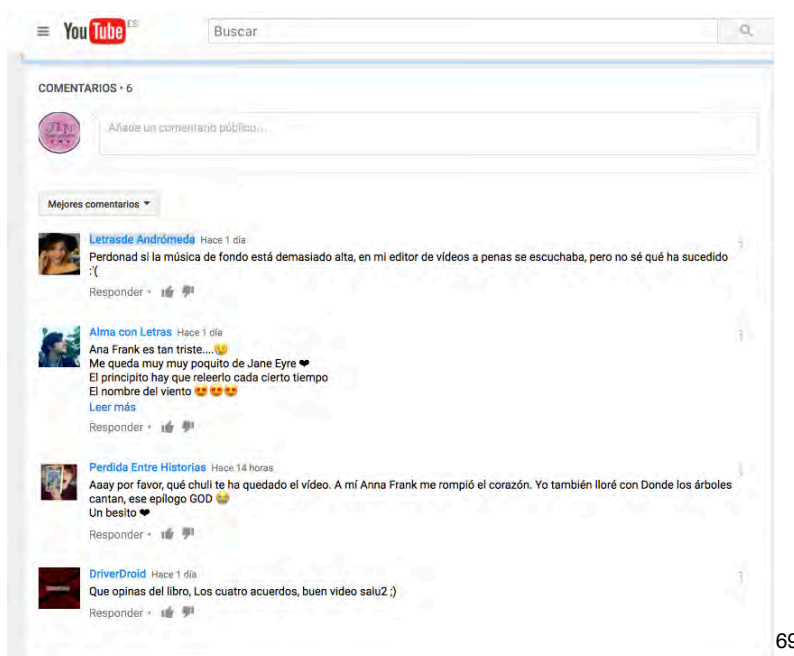 YouTube ES
Buscar
COMENTARIOS • 6
Añade un comentario público...
Mejores comentarios
Letrasde Andrómeda Hace 1 día
Perdonad si la música de fondo está demasiado alta, en mi editor de vídeos a penas se escuchaba, pero no sé qué ha sucedido
:'(
Responder •
Alma con Letras Hace 1 día
Ana Frank es tan triste....😢
Me queda muy muy poquito de Jane Eyre ❤
El principito hay que releerlo cada cierto tiempo
El nombre del viento 😍😍😍
Leer más
Responder •
Perdida Entre Historias Hace 14 horas
Aaay por favor, qué chuli te ha quedado el vídeo. A mí Anna Frank me rompió el corazón. Yo también lloré con Donde los árboles
cantan, ese epílogo GOD 😭
Un besito ❤
Responder •
DriverDroid Hace 1 día
Que opinas del libro, Los cuatro acuerdos, buen video salu2 ;)
Responder •
69